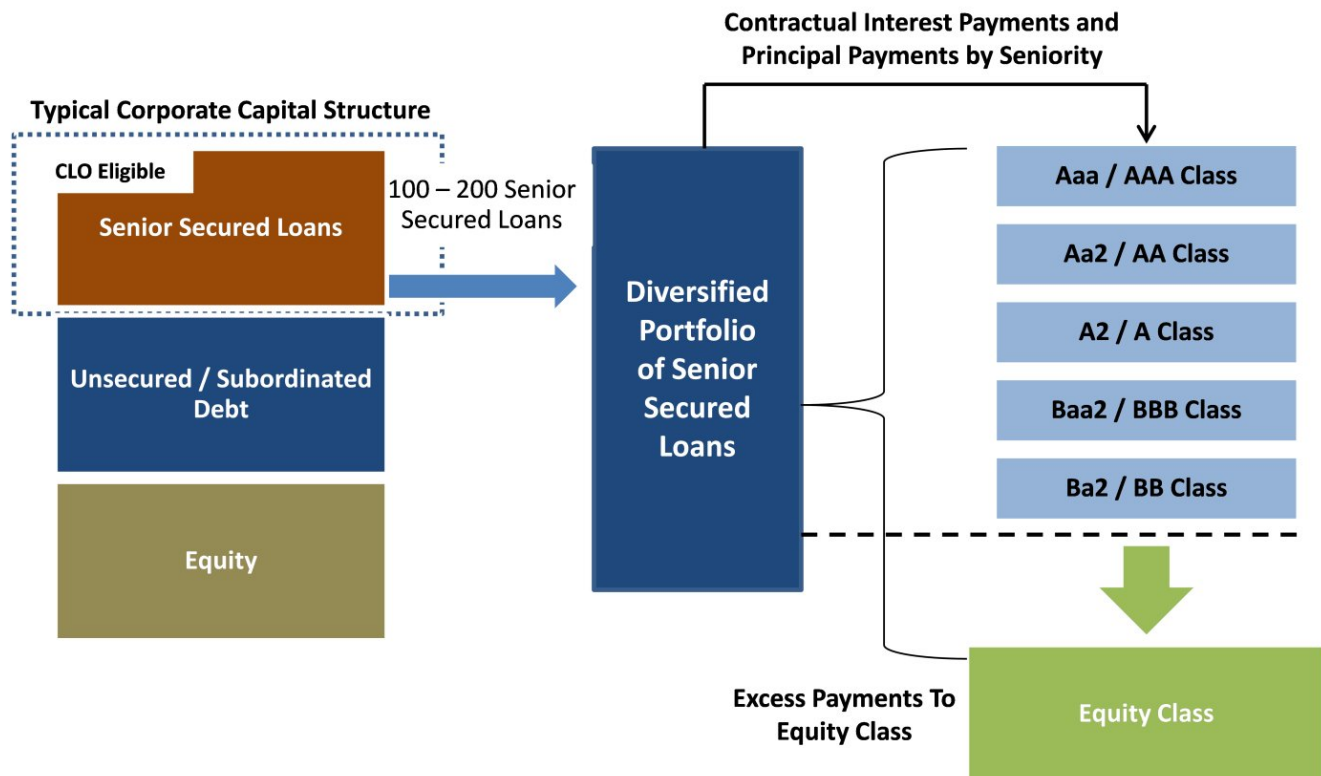 Contractual Interest Payments and
Principal Payments by Seniority
Typical Corporate Capital Structure
CLO Eligible
Senior Secured Loans
100 – 200 Senior
Secured Loans
Unsecured / Subordinated
Debt
Equity
Diversified
Portfolio
of Senior
Secured
Loans
Aaa / AAA Class
Aa2 / AA Class
A2 / A Class
Baa2 / BBB Class
Ba2 / BB Class
Excess Payments To
Equity Class
Equity Class